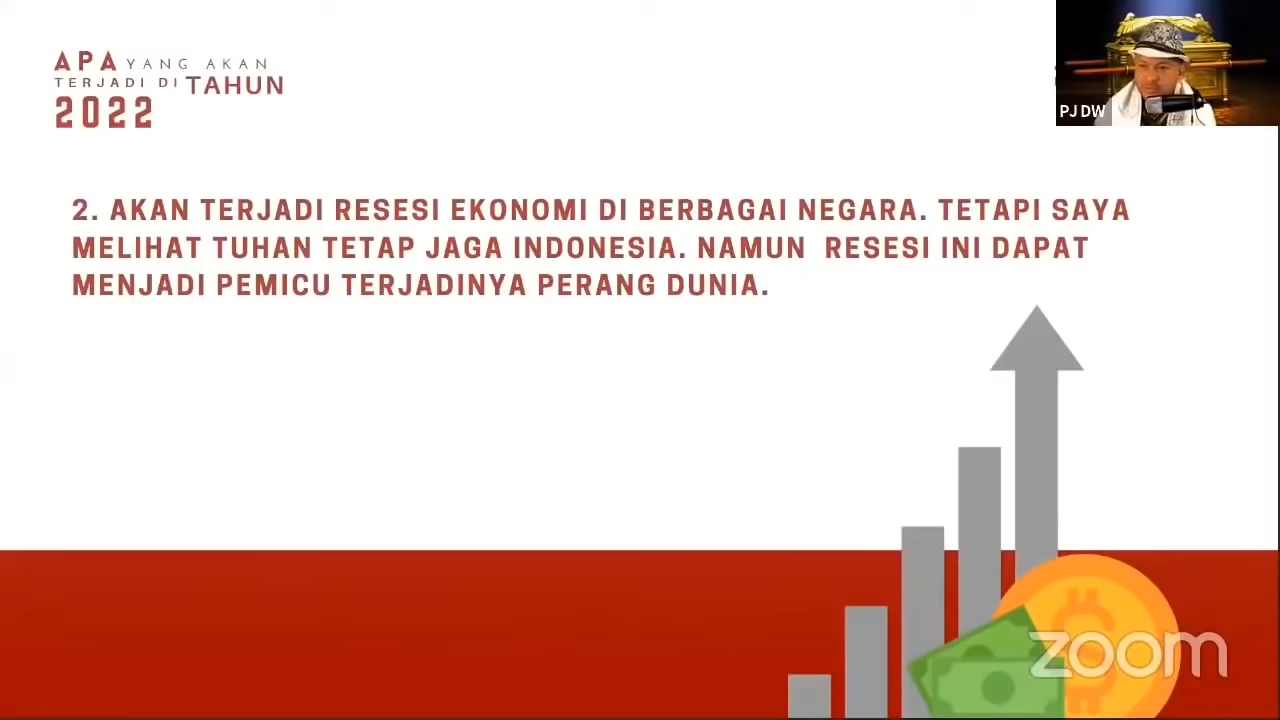 APA YANG AKAN
TERJADI DI TAHUN
2022
PJ DW
2. AKAN TERJADI RESESI EKONOMI DI BERBAGAI NEGARA. TETAPI SAYA
MELIHAT TUHAN TETAP JAGA INDONESIA. NAMUN RESESI INI DAPAT
MENJADI PEMICU TERJADINYA PERANG DUNIA.
zoom